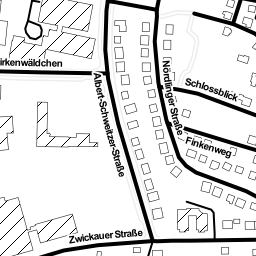 irkenwäldchen
Albert-Schweitzer-Straße
Nördlinger Straße
Schlossblick
Finkenweg
Zwickauer Straße